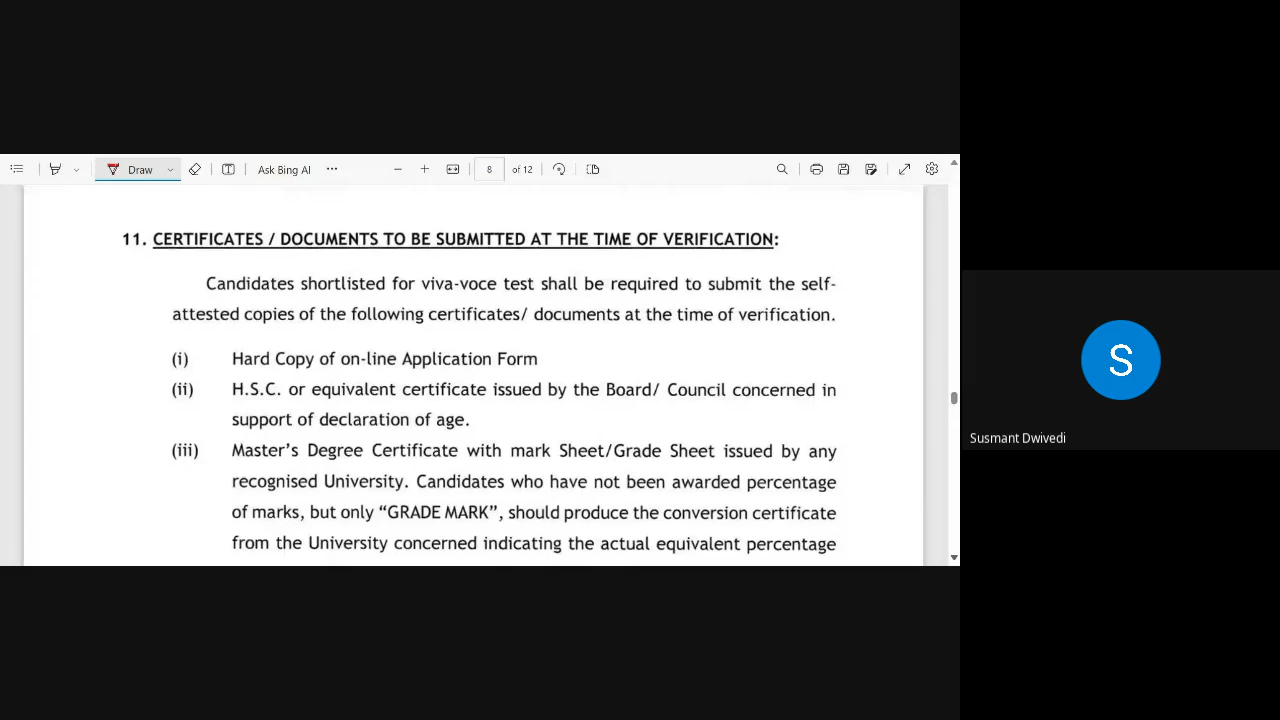 Draw
Ask Bing AI
8 of 12
11. CERTIFICATES / DOCUMENTS TO BE SUBMITTED AT THE TIME OF VERIFICATION:
Candidates shortlisted for viva-voce test shall be required to submit the self-
attested copies of the following certificates/ documents at the time of verification.
(i) Hard Copy of on-line Application Form
(ii) H.S.C. or equivalent certificate issued by the Board/ Council concerned in
support of declaration of age.
(iii) Master's Degree Certificate with mark Sheet/Grade Sheet issued by any
recognised University. Candidates who have not been awarded percentage
of marks, but only “GRADE MARK”, should produce the conversion certificate
from the University concerned indicating the actual equivalent percentage
S
Susmant Dwivedi